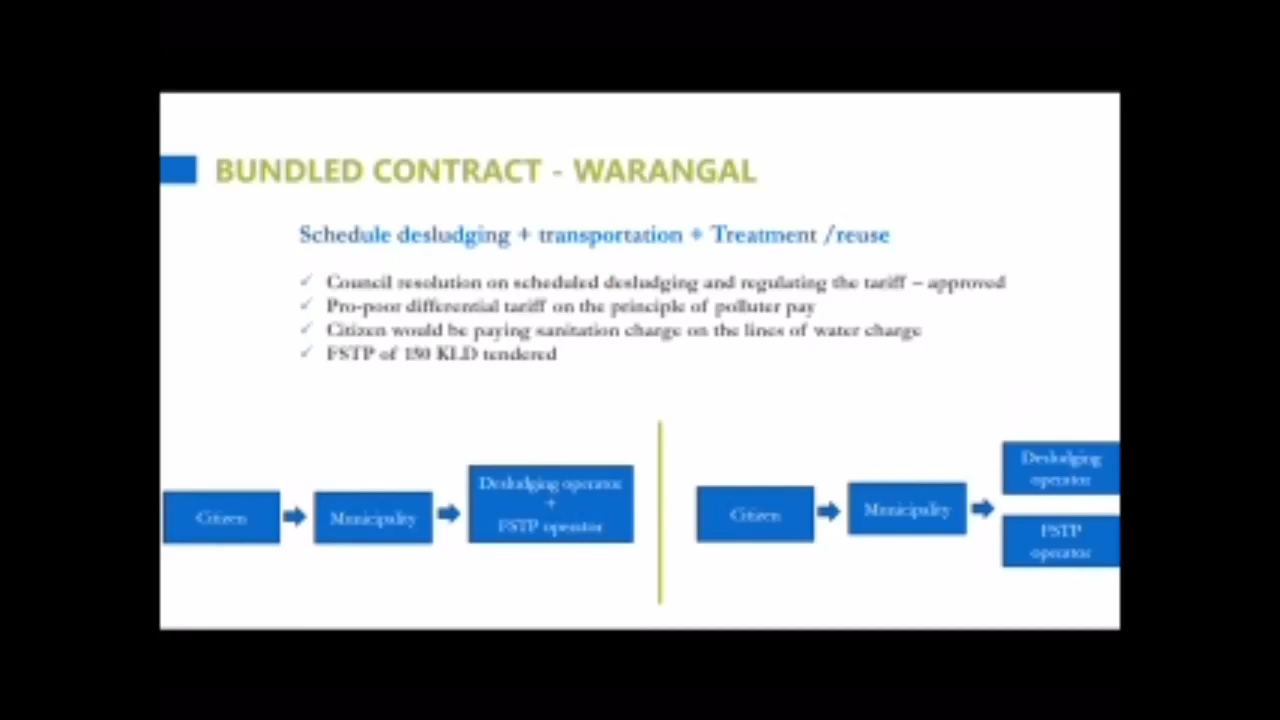 BUNDLED CONTRACT - WARANGAL
Schedule desludging + transportation + Treatment /reuse
✓ Council resolution on scheduled desludging and regulating the tariff – approved
✓ Pro-poor differential tariff on the principle of polluter pay
✓ Citizen would be paying sanitation charge on the lines of water charge
✓ FSTP of 150 KLD tendered
Citizen
Municipality
Desludging operator
+
FSTP operator
Citizen
Municipality
Desludging
operator
FSTP
operator